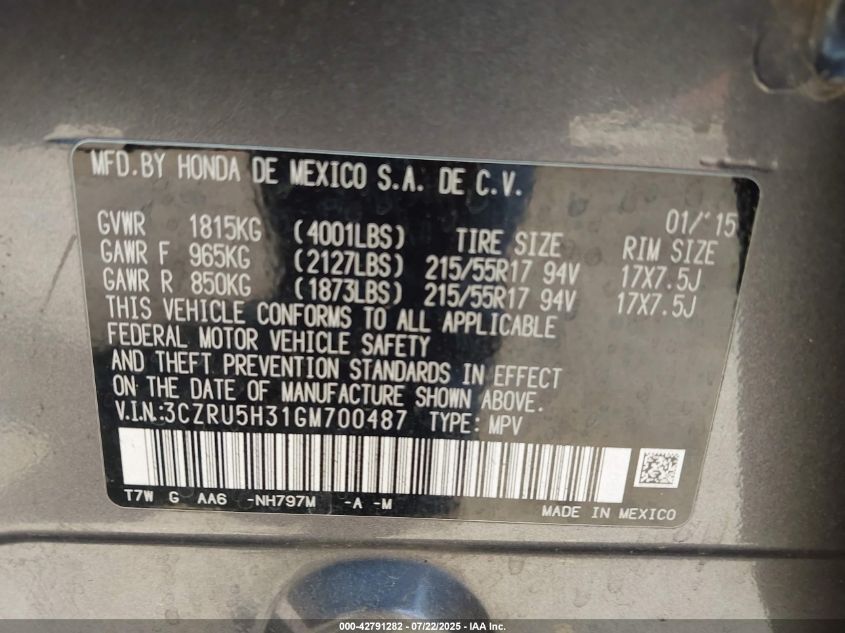 MFD.BY HONDA DE MEXICO S.A. DE C.V.
01/'15
GVWR 1815KG (4001LBS) TIRE SIZE RIM SIZE
GAWR F 965KG (2127LBS) 215/55R17 94V 17X7.5J
GAWR R 850KG (1873LBS) 215/55R17 94V 17X7.5J
THIS VEHICLE CONFORMS TO ALL APPLICABLE
FEDERAL MOTOR VEHICLE SAFETY
AND THEFT PREVENTION STANDARDS IN EFFECT
ON THE DATE OF MANUFACTURE SHOWN ABOVE.
V.I.N.:3CZRU5H31GM700487 TYPE: MPV
T7W G AA6 -NH797M -A -M
MADE IN MEXICO
000-42791282 - 07/22/2025 - IAA Inc.